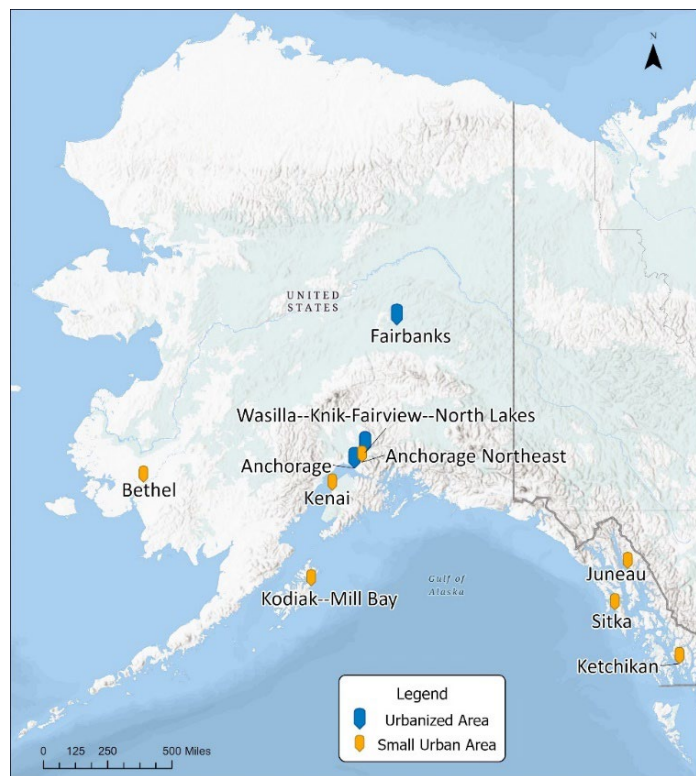 N
UNITED
STATES
Fairbanks
Wasilla--Knik-Fairview--North Lakes
Anchorage
Anchorage Northeast
Bethel
Kenai
Kodiak--Mill Bay
Gulf of
Alaska
Juneau
Sitka
Ketchikan
Legend
Urbanized Area
Small Urban Area
0 125 250 500 Miles